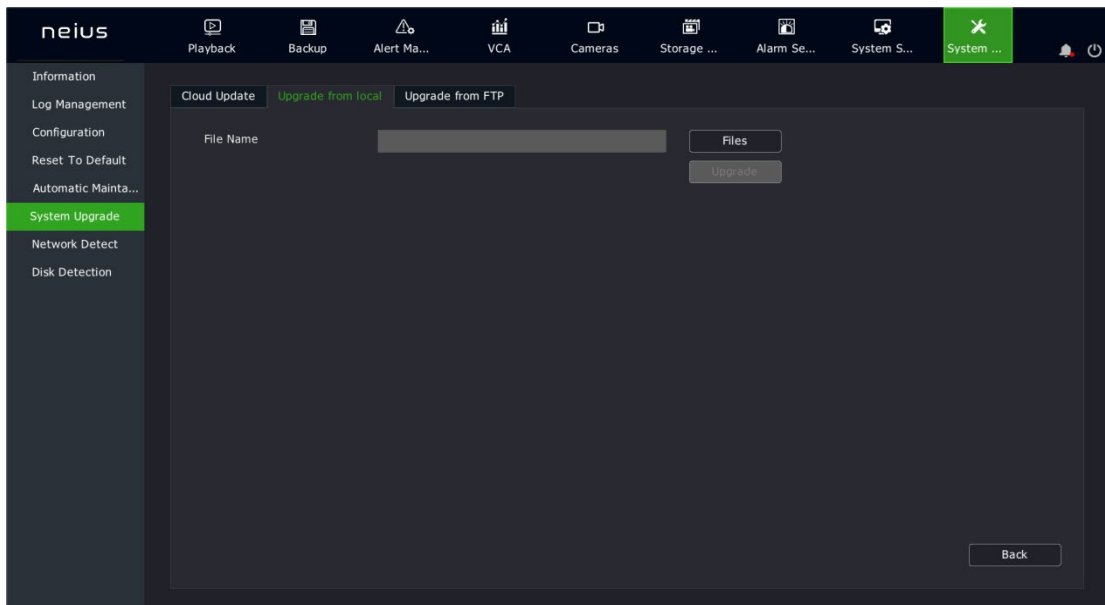 neius
Playback
Backup
Alert Ma...
VCA
Cameras
Storage ...
Alarm Se...
System S...
System ...
Information
Log Management
Configuration
Reset To Default
Automatic Mainta...
System Upgrade
Network Detect
Disk Detection
Cloud Update
Upgrade from local
Upgrade from FTP
File Name
Files
Upgrade
Back